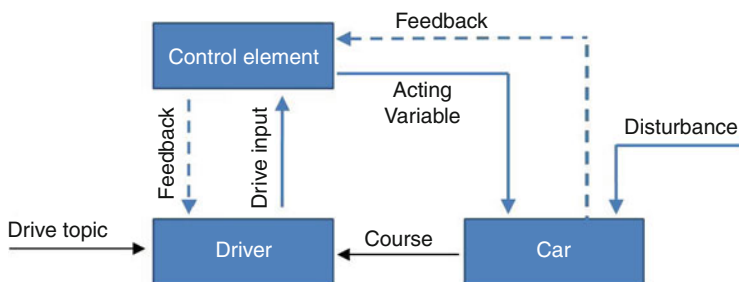 Feedback
Control element
Acting
Variable
Feedback
Drive input
Disturbance
Drive topic
Driver
Course
Car